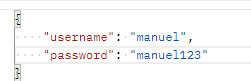 {
"username": "manuel",
"password": "manuel123"
}